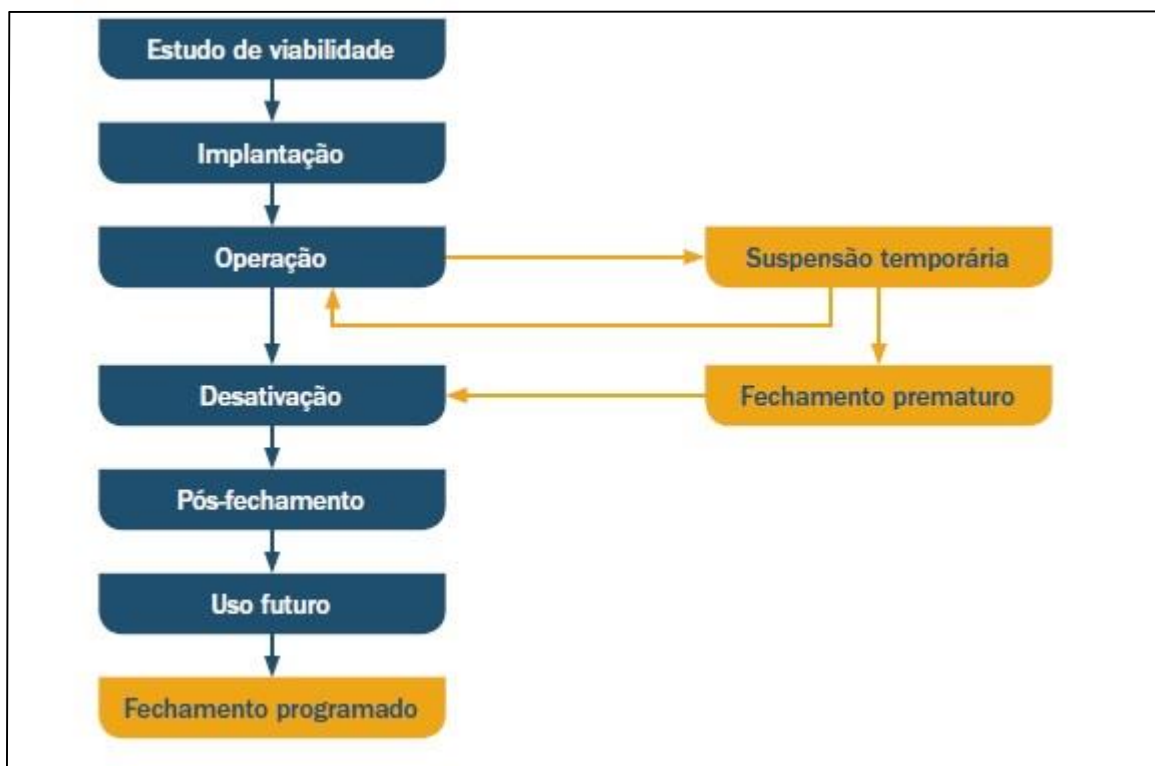 Estudo de viabilidade
Implantação
Operação
Suspensão temporária
Desativação
Fechamento prematuro
Pós-fechamento
Uso futuro
Fechamento programado